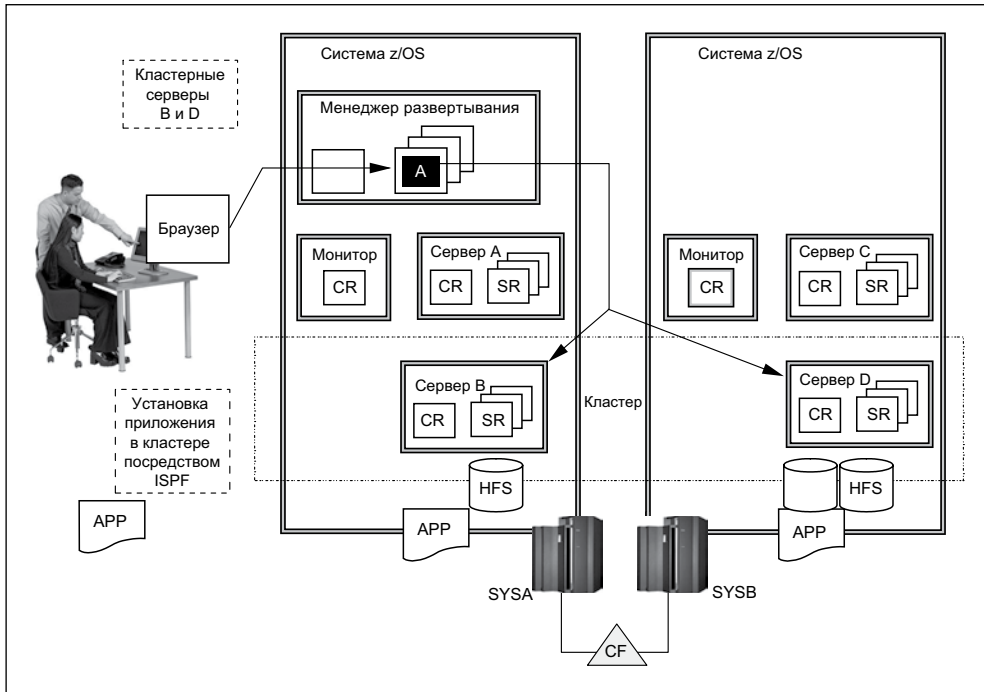 Кластерные
серверы
B и D
Браузер
Установка
приложения
в кластере
посредством
ISPF
APP
Система z/OS
Менеджер развертывания
A
Монитор
CR
Сервер A
CR
SR
Сервер B
CR
SR
HFS
APP
SYSA
Кластер
Система z/OS
Монитор
CR
Сервер C
CR
SR
Сервер D
CR
SR
HFS
APP
SYSB
CF